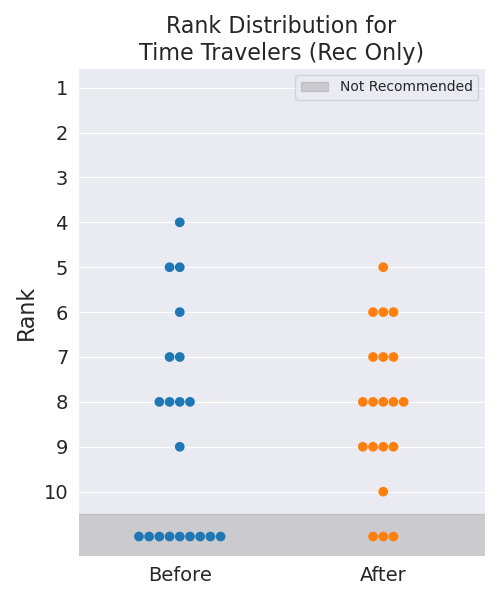 Rank Distribution for
Time Travelers (Rec Only)
Not Recommended
1
2
3
4
5
6
7
8
9
10
Rank
Before
After